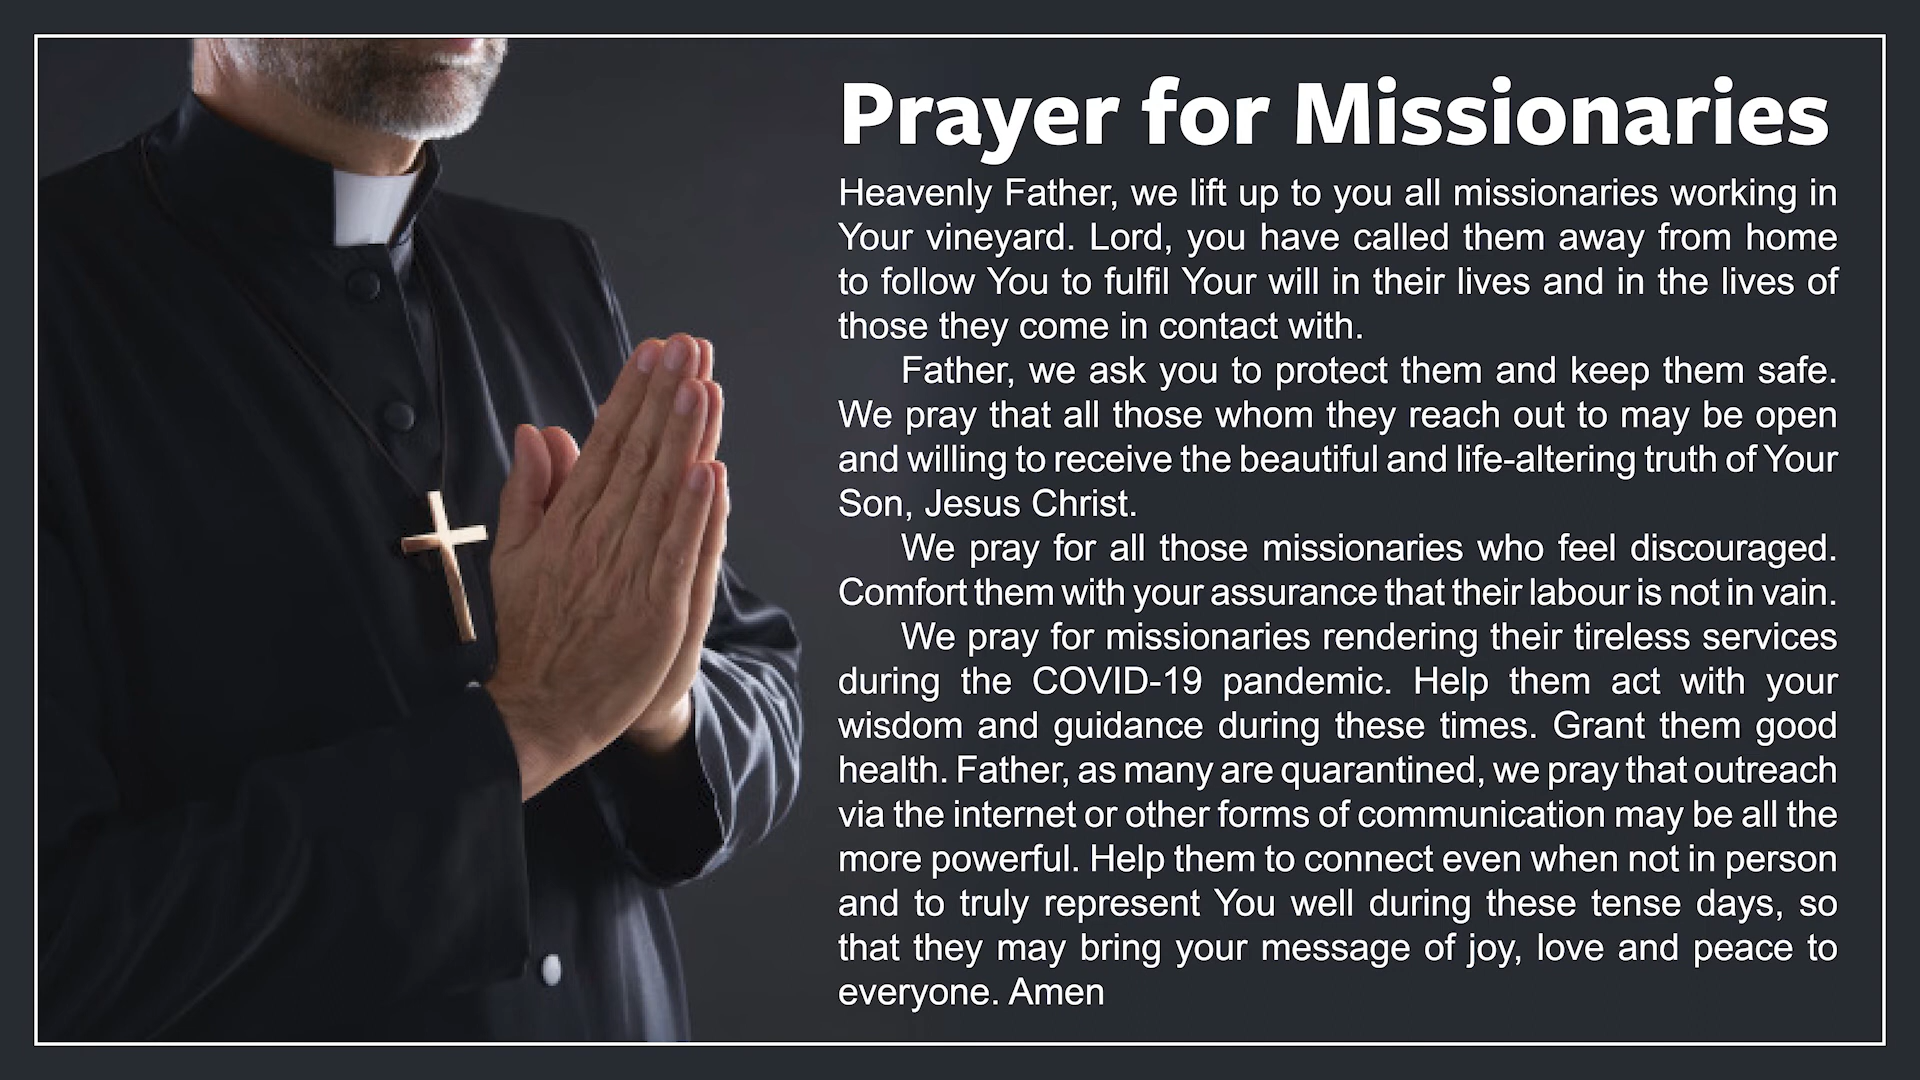 Prayer for Missionaries
Heavenly Father, we lift up to you all missionaries working in
Your vineyard. Lord, you have called them away from home
to follow You to fulfil Your will in their lives and in the lives of
those they come in contact with.
Father, we ask you to protect them and keep them safe.
We pray that all those whom they reach out to may be open
and willing to receive the beautiful and life-altering truth of Your
Son, Jesus Christ.
We pray for all those missionaries who feel discouraged.
Comfort them with your assurance that their labour is not in vain.
We pray for missionaries rendering their tireless services
during the COVID-19 pandemic. Help them act with your
wisdom and guidance during these times. Grant them good
health. Father, as many are quarantined, we pray that outreach
via the internet or other forms of communication may be all the
more powerful. Help them to connect even when not in person
and to truly represent You well during these tense days, so
that they may bring your message of joy, love and peace to
everyone. Amen